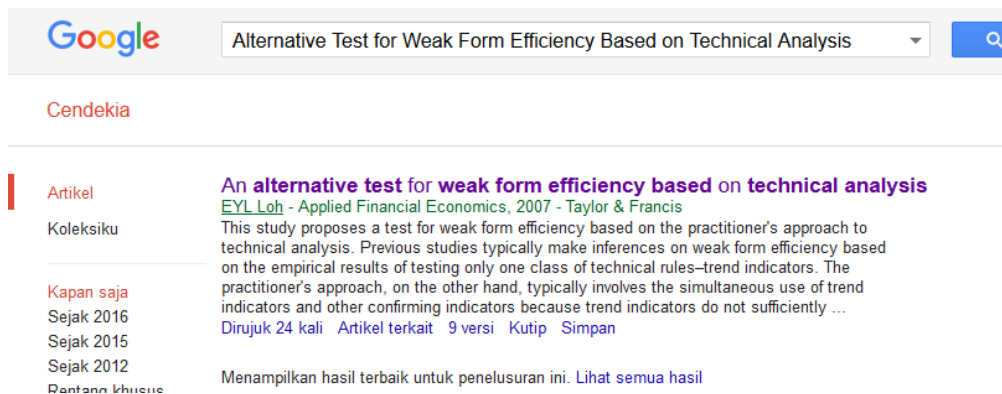 Google
Alternative Test for Weak Form Efficiency Based on Technical Analysis
Cendekia
Artikel
Koleksiku
Kapan saja
Sejak 2016
Sejak 2015
Sejak 2012
Rentang khusus
An alternative test for weak form efficiency based on technical analysis
EYL Loh - Applied Financial Economics, 2007 - Taylor & Francis
This study proposes a test for weak form efficiency based on the practitioner's approach to
technical analysis. Previous studies typically make inferences on weak form efficiency based
on the empirical results of testing only one class of technical rules–trend indicators. The
practitioner's approach, on the other hand, typically involves the simultaneous use of trend
indicators and other confirming indicators because trend indicators do not sufficiently ...
Dirujuk 24 kali Artikel terkait 9 versi Kutip Simpan
Menampilkan hasil terbaik untuk penelusuran ini. Lihat semua hasil